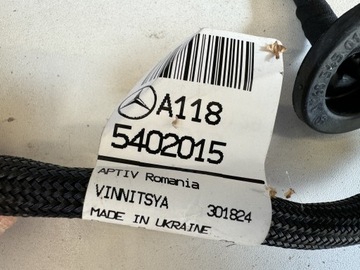 A118
5402015
APTIV Romania
VINNITSYA 301824
MADE IN UKRAINE